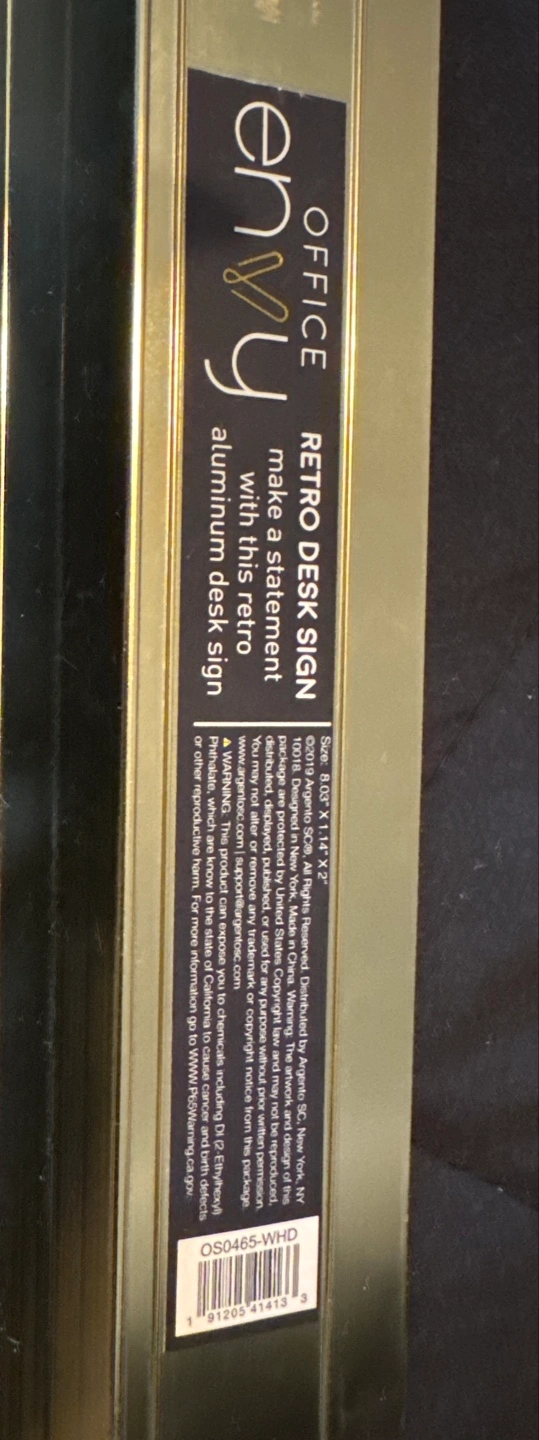 OFFICE
envy
RETRO DESK SIGN
make a statement
with this retro
aluminum desk sign
Size: 8.03" X 1.14" X 2"
©2019 Argento SC®, All Rights Reserved. Distributed by Argento SC, New York, NY
10018. Designed in New York, Made in China. Warning: The artwork and design of this
package are protected by United States Copyright law and may not be reproduced,
distributed, displayed, published, or used for any purpose without prior written permission.
You may not alter or remove any trademark or copyright notice from this package.
www.argentosc.com | support@argentosc.com
⚠ WARNING: This product can expose you to chemicals including DI (2-Ethylhexyl)
Phthalate, which are know to the state of California to cause cancer and birth defects
or other reproductive harm. For more information go to WWW.P65Warning.ca.gov.
OS0465-WHD
1 91205 41413 3